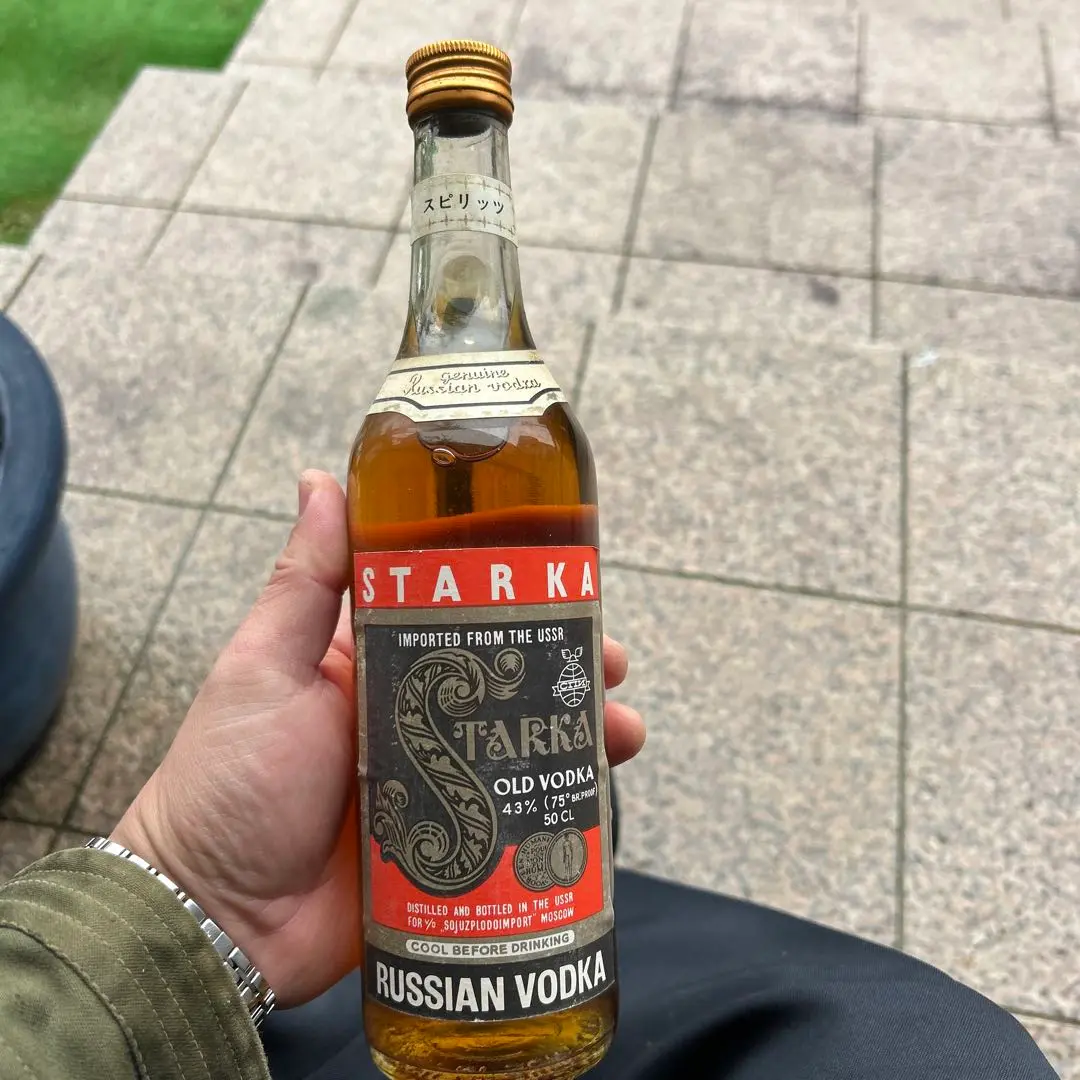 スピリッツ
genuine
Russian vodka
STARKA
IMPORTED FROM THE USSR
СПИ
STARKA
OLD VODKA
43% (75° BR.PROOF)
50 CL
DISTILLED AND BOTTLED IN THE USSR
FOR V/O „SOJUZPLODOIMPORT" MOSCOW
COOL BEFORE DRINKING
RUSSIAN VODKA